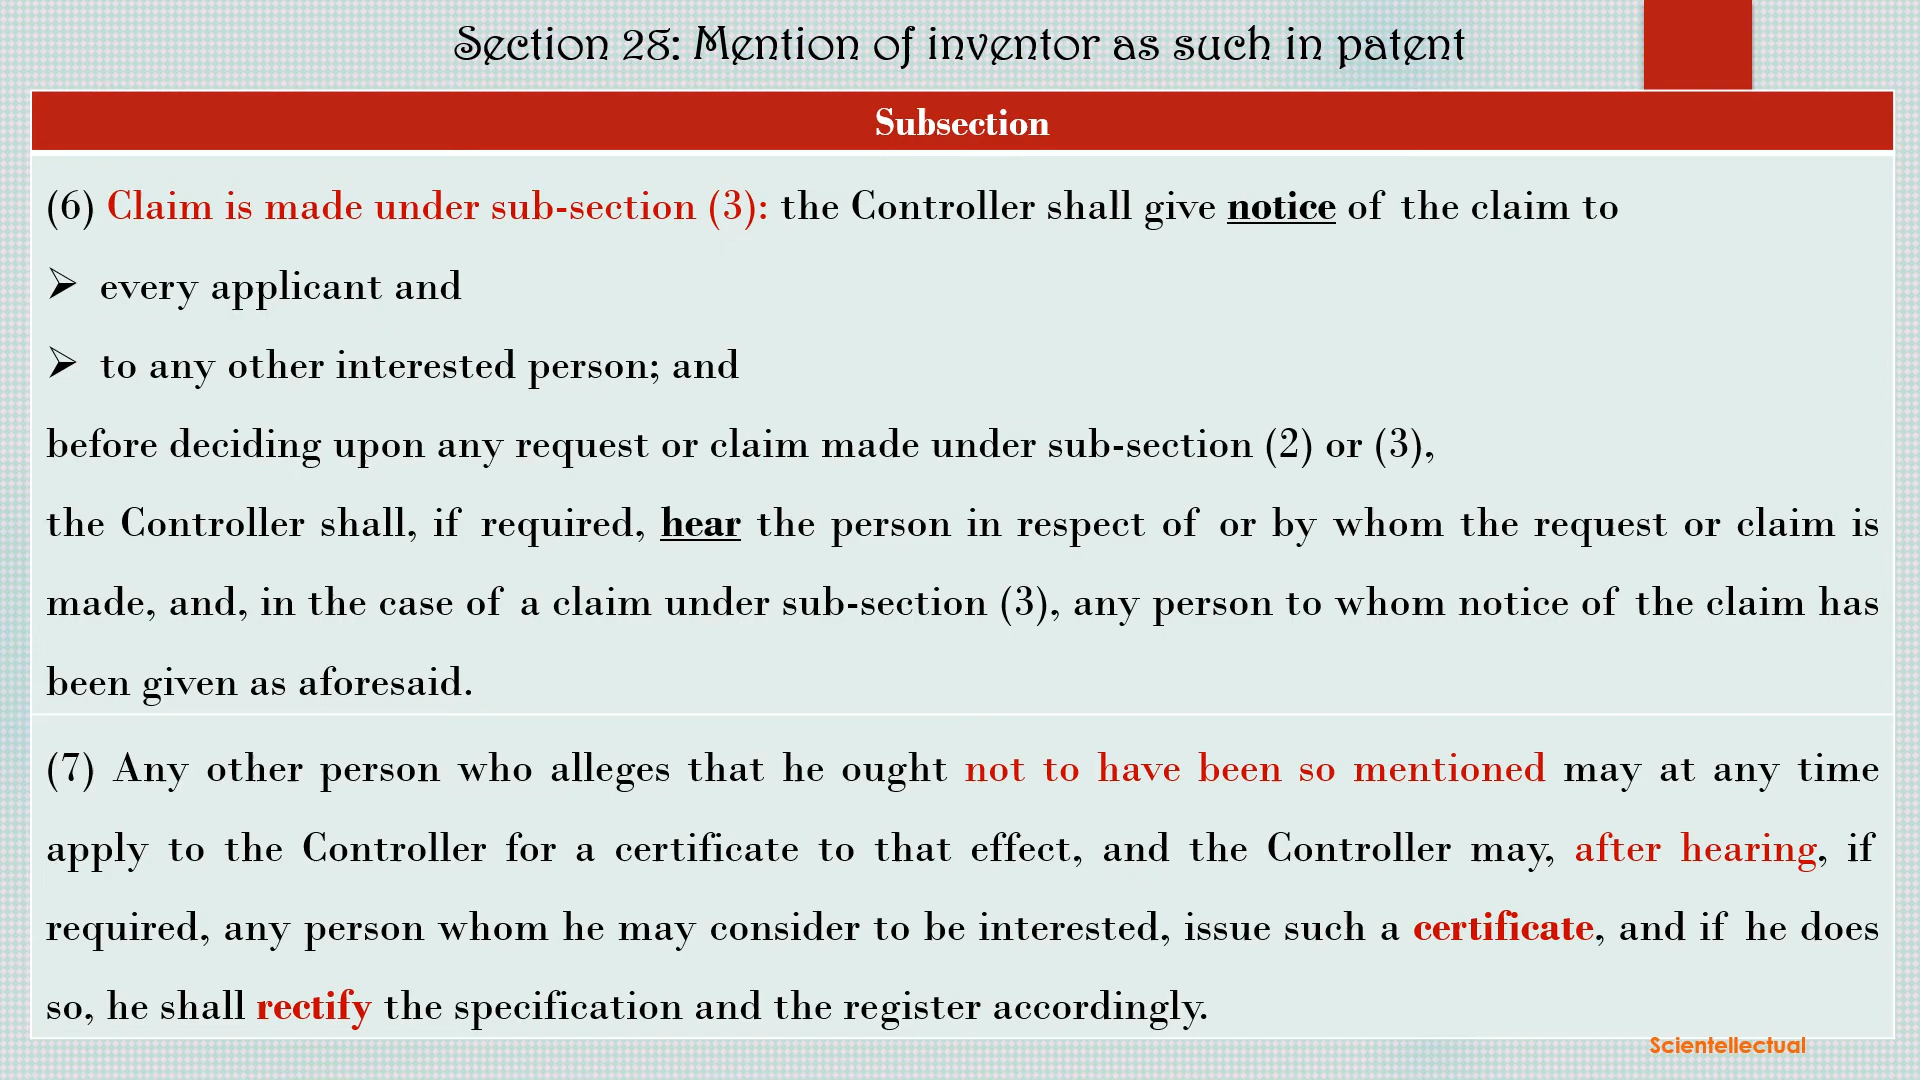 Section 28: Mention of inventor as such in patent
Subsection
(6) Claim is made under sub-section (3): the Controller shall give notice of the claim to
➢ every applicant and
➢ to any other interested person; and
before deciding upon any request or claim made under sub-section (2) or (3),
the Controller shall, if required, hear the person in respect of or by whom the request or claim is
made, and, in the case of a claim under sub-section (3), any person to whom notice of the claim has
been given as aforesaid.
(7) Any other person who alleges that he ought not to have been so mentioned may at any time
apply to the Controller for a certificate to that effect, and the Controller may, after hearing, if
required, any person whom he may consider to be interested, issue such a certificate, and if he does
so, he shall rectify the specification and the register accordingly.
Scientellectual